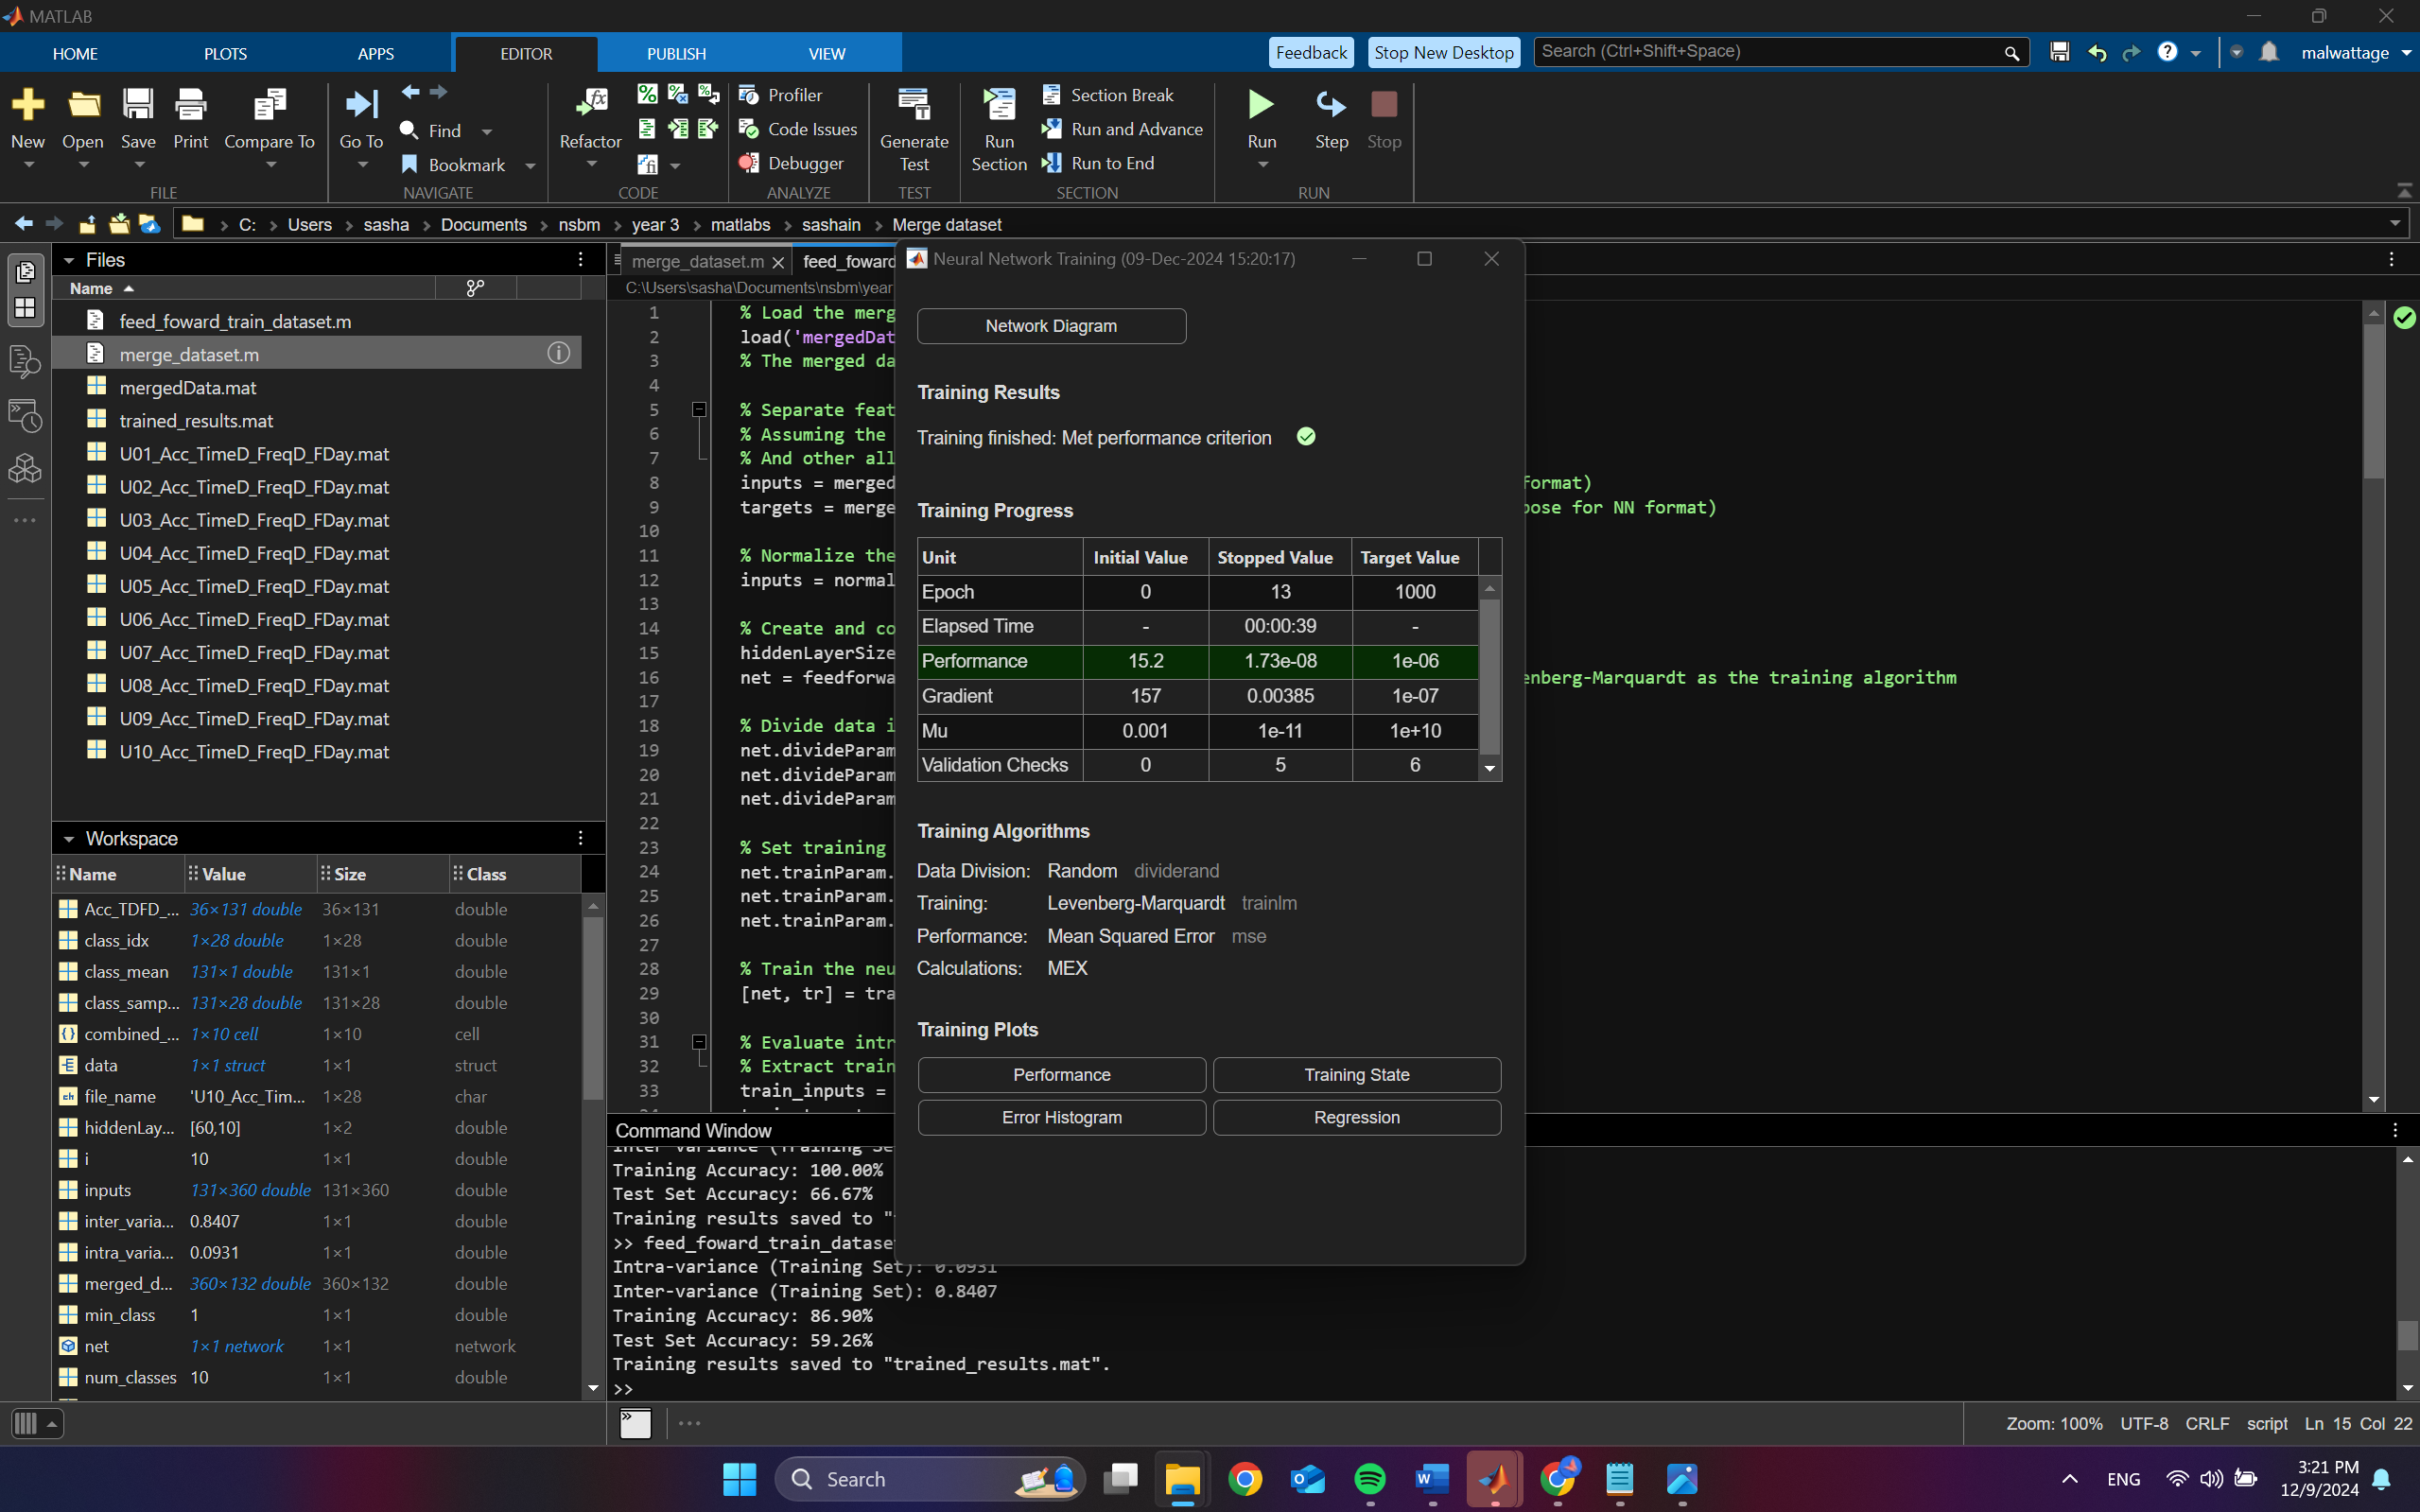 MATLAB
HOME PLOTS APPS EDITOR PUBLISH VIEW Feedback Stop New Desktop Search (Ctrl+Shift+Space) malwattage
New Open Save Print Compare To Go To Find Bookmark Refactor Profiler Code Issues Debugger Generate Test Run Section Section Break Run and Advance Run to End Run Step Stop
FILE NAVIGATE CODE ANALYZE TEST SECTION RUN
C: Users sasha Documents nsbm year 3 matlabs sashain Merge dataset
Files
Name
feed_foward_train_dataset.m
merge_dataset.m
mergedData.mat
trained_results.mat
U01_Acc_TimeD_FreqD_FDay.mat
U02_Acc_TimeD_FreqD_FDay.mat
U03_Acc_TimeD_FreqD_FDay.mat
U04_Acc_TimeD_FreqD_FDay.mat
U05_Acc_TimeD_FreqD_FDay.mat
U06_Acc_TimeD_FreqD_FDay.mat
U07_Acc_TimeD_FreqD_FDay.mat
U08_Acc_TimeD_FreqD_FDay.mat
U09_Acc_TimeD_FreqD_FDay.mat
U10_Acc_TimeD_FreqD_FDay.mat
Workspace
Name Value Size Class
Acc_TDFD_... 36×131 double 36×131 double
class_idx 1×28 double 1×28 double
class_mean 131×1 double 131×1 double
class_samp... 131×28 double 131×28 double
combined_... 1×10 cell 1×10 cell
data 1×1 struct 1×1 struct
file_name 'U10_Acc_Tim... 1×28 char
hiddenLay... [60,10] 1×2 double
i 10 1×1 double
inputs 131×360 double 131×360 double
inter_varia... 0.8407 1×1 double
intra_varia... 0.0931 1×1 double
merged_d... 360×132 double 360×132 double
min_class 1 1×1 double
net 1×1 network 1×1 network
num_classes 10 1×1 double
merge_dataset.m feed_foward
C:\Users\sasha\Documents\nsbm\year
1 % Load the merg
2 load('mergedDat
3 % The merged da
4
5 % Separate feat
6 % Assuming the
7 % And other all
8 inputs = merged format)
9 targets = merge pose for NN format)
10
11 % Normalize the
12 inputs = normal
13
14 % Create and co
15 hiddenLayerSize
16 net = feedforwa enberg-Marquardt as the training algorithm
17
18 % Divide data i
19 net.divideParam
20 net.divideParam
21 net.divideParam
22
23 % Set training
24 net.trainParam.
25 net.trainParam.
26 net.trainParam.
27
28 % Train the neu
29 [net, tr] = tra
30
31 % Evaluate intr
32 % Extract train
33 train_inputs =
Neural Network Training (09-Dec-2024 15:20:17)
Network Diagram
Training Results
Training finished: Met performance criterion
Training Progress
Unit Initial Value Stopped Value Target Value
Epoch 0 13 1000
Elapsed Time - 00:00:39 -
Performance 15.2 1.73e-08 1e-06
Gradient 157 0.00385 1e-07
Mu 0.001 1e-11 1e+10
Validation Checks 0 5 6
Training Algorithms
Data Division: Random dividerand
Training: Levenberg-Marquardt trainlm
Performance: Mean Squared Error mse
Calculations: MEX
Training Plots
Performance Training State
Error Histogram Regression
Command Window
Training Accuracy: 100.00%
Test Set Accuracy: 66.67%
Training results saved to "
>> feed_foward_train_datase
Intra-variance (Training Set): 0.0931
Inter-variance (Training Set): 0.8407
Training Accuracy: 86.90%
Test Set Accuracy: 59.26%
Training results saved to "trained_results.mat".
>>
Zoom: 100% UTF-8 CRLF script Ln 15 Col 22
Search ENG 3:21 PM
12/9/2024